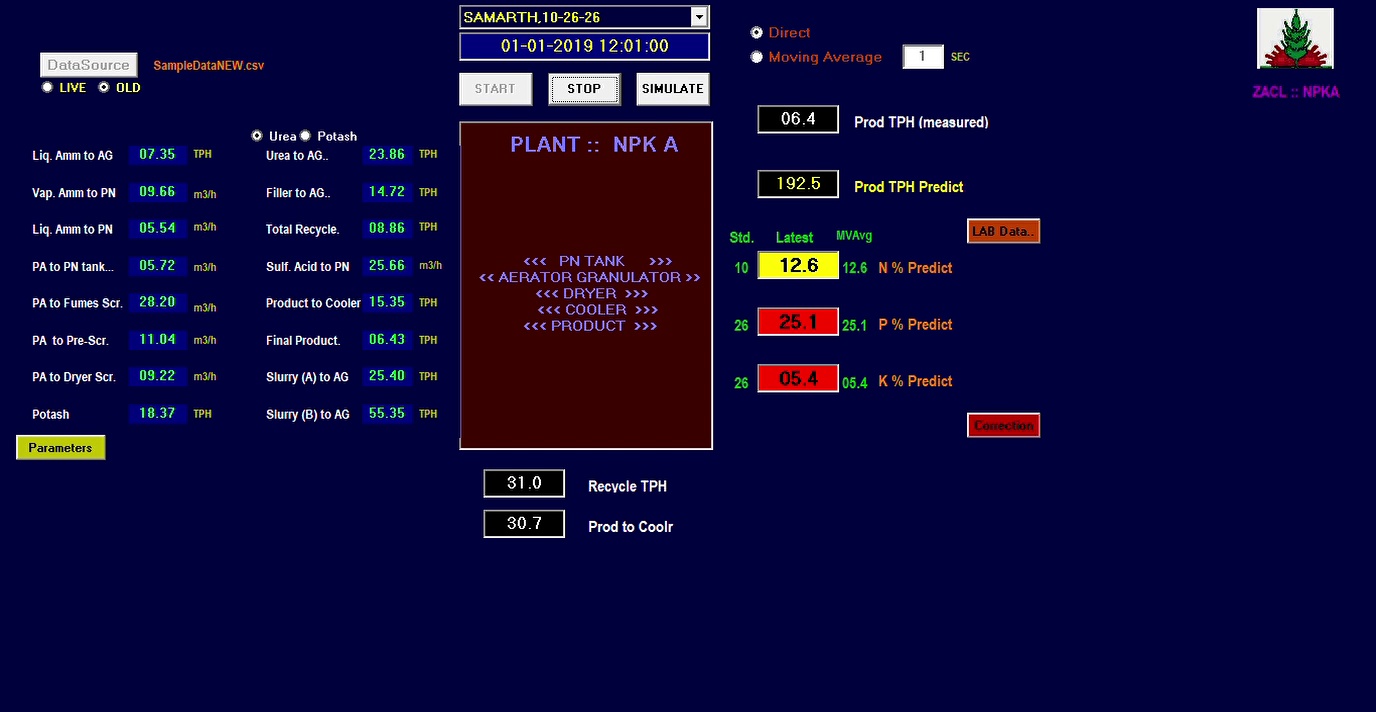 SAMARTH,10-26-26
01-01-2019 12:01:00
DataSource SampleDataNEW.csv
LIVE OLD
START STOP SIMULATE
Direct
Moving Average 1 SEC
ZACL :: NPKA
Urea Potash
Liq. Amm to AG 07.35 TPH Urea to AG.. 23.86 TPH
Vap. Amm to PN 09.66 m3/h Filler to AG.. 14.72 TPH
Liq. Amm to PN 05.54 m3/h Total Recycle. 08.86 TPH
PA to PN tank... 05.72 m3/h Sulf. Acid to PN 25.66 m3/h
PA to Fumes Scr. 28.20 m3/h Product to Cooler 15.35 TPH
PA to Pre-Scr. 11.04 m3/h Final Product. 06.43 TPH
PA to Dryer Scr. 09.22 m3/h Slurry (A) to AG 25.40 TPH
Potash 18.37 TPH Slurry (B) to AG 55.35 TPH
Parameters
PLANT :: NPK A
<<< PN TANK >>>
<< AERATOR GRANULATOR >>
<<< DRYER >>>
<<< COOLER >>>
<<< PRODUCT >>>
31.0 Recycle TPH
30.7 Prod to Coolr
06.4 Prod TPH (measured)
192.5 Prod TPH Predict
LAB Data..
Std. Latest MVAvg
10 12.6 12.6 N % Predict
26 25.1 25.1 P % Predict
26 05.4 05.4 K % Predict
Correction